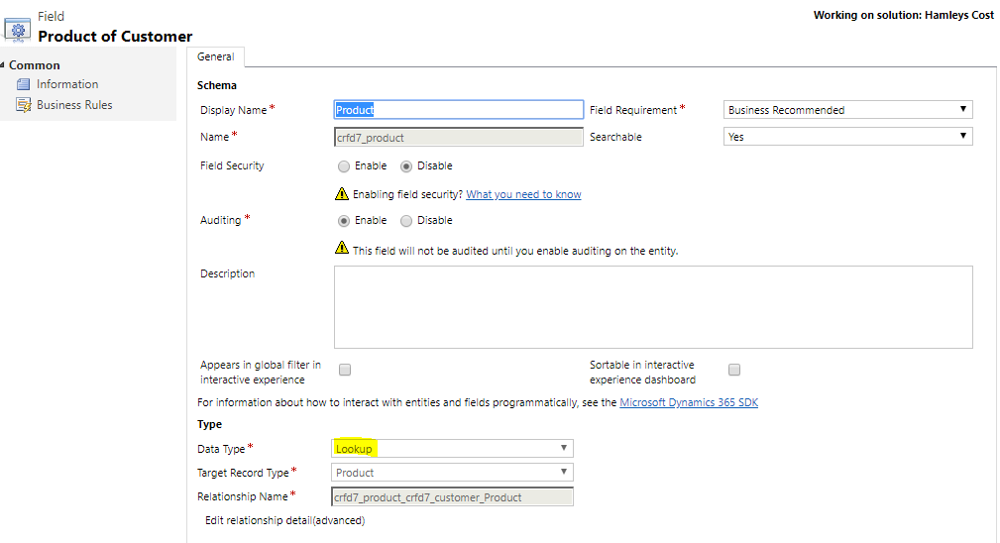 Field
Working on solution: Hamleys Cost
Product of Customer
Common
Information
Business Rules
General
Schema
Display Name* Product Field Requirement* Business Recommended
Name* crfd7_product Searchable Yes
Field Security Enable Disable
Enabling field security? What you need to know
Auditing * Enable Disable
This field will not be audited until you enable auditing on the entity.
Description
Appears in global filter in
interactive experience
Sortable in interactive
experience dashboard
For information about how to interact with entities and fields programmatically, see the Microsoft Dynamics 365 SDK
Type
Data Type* Lookup
Target Record Type* Product
Relationship Name* crfd7_product_crfd7_customer_Product
Edit relationship detail(advanced)